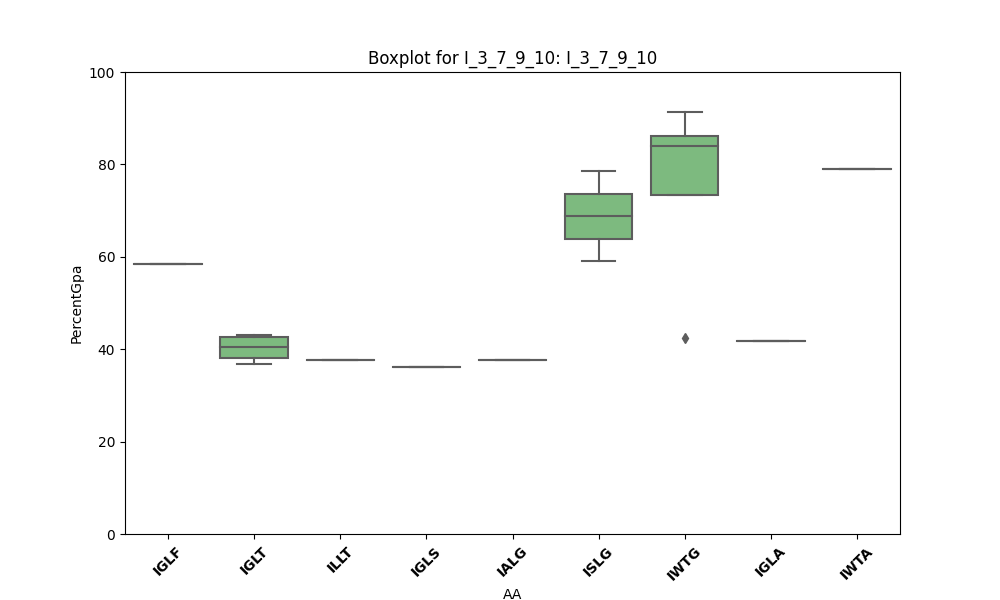 Boxplot for I_3_7_9_10: I_3_7_9_10
100
80
60
40
20
0
PercentGpa
IGLF
IGLT
ILLT
IGLS
IALG
ISLG
IWTG
IGLA
IWTA
AA